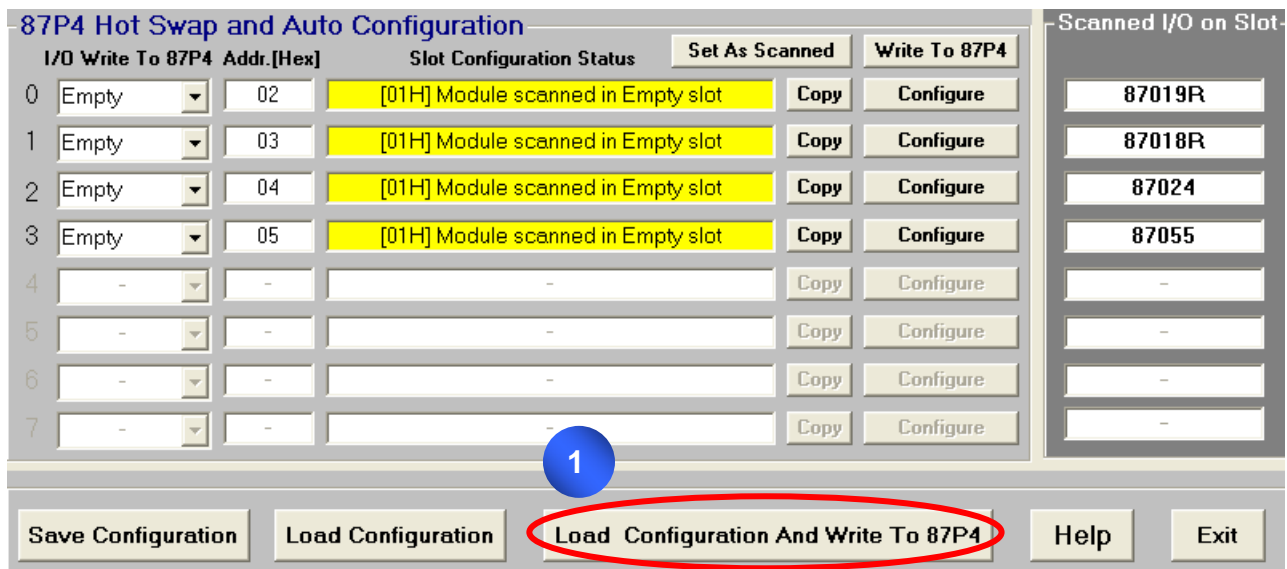 87P4 Hot Swap and Auto Configuration
Scanned I/O on Slot
I/O Write To 87P4 Addr.[Hex] Slot Configuration Status Set As Scanned Write To 87P4
0 Empty 02 [01H] Module scanned in Empty slot Copy Configure 87019R
1 Empty 03 [01H] Module scanned in Empty slot Copy Configure 87018R
2 Empty 04 [01H] Module scanned in Empty slot Copy Configure 87024
3 Empty 05 [01H] Module scanned in Empty slot Copy Configure 87055
4 - - - Copy Configure -
5 - - - Copy Configure -
6 - - - Copy Configure -
7 - - - Copy Configure -
1
Save Configuration Load Configuration Load Configuration And Write To 87P4 Help Exit